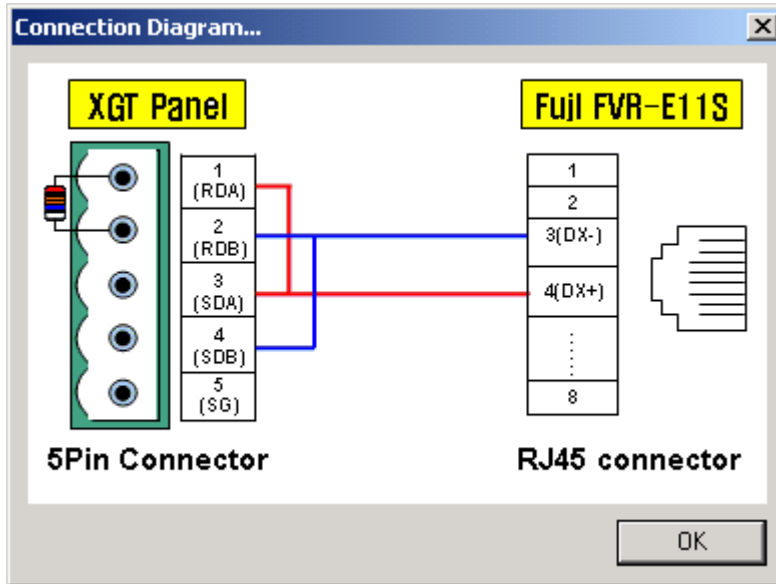 Connection Diagram...
XGT Panel
Fuji FVR-E11S
1
(RDA)
2
(RDB)
3
(SDA)
4
(SDB)
5
(SG)
1
2
3(DX-)
4(DX+)
8
5Pin Connector
RJ45 connector
OK